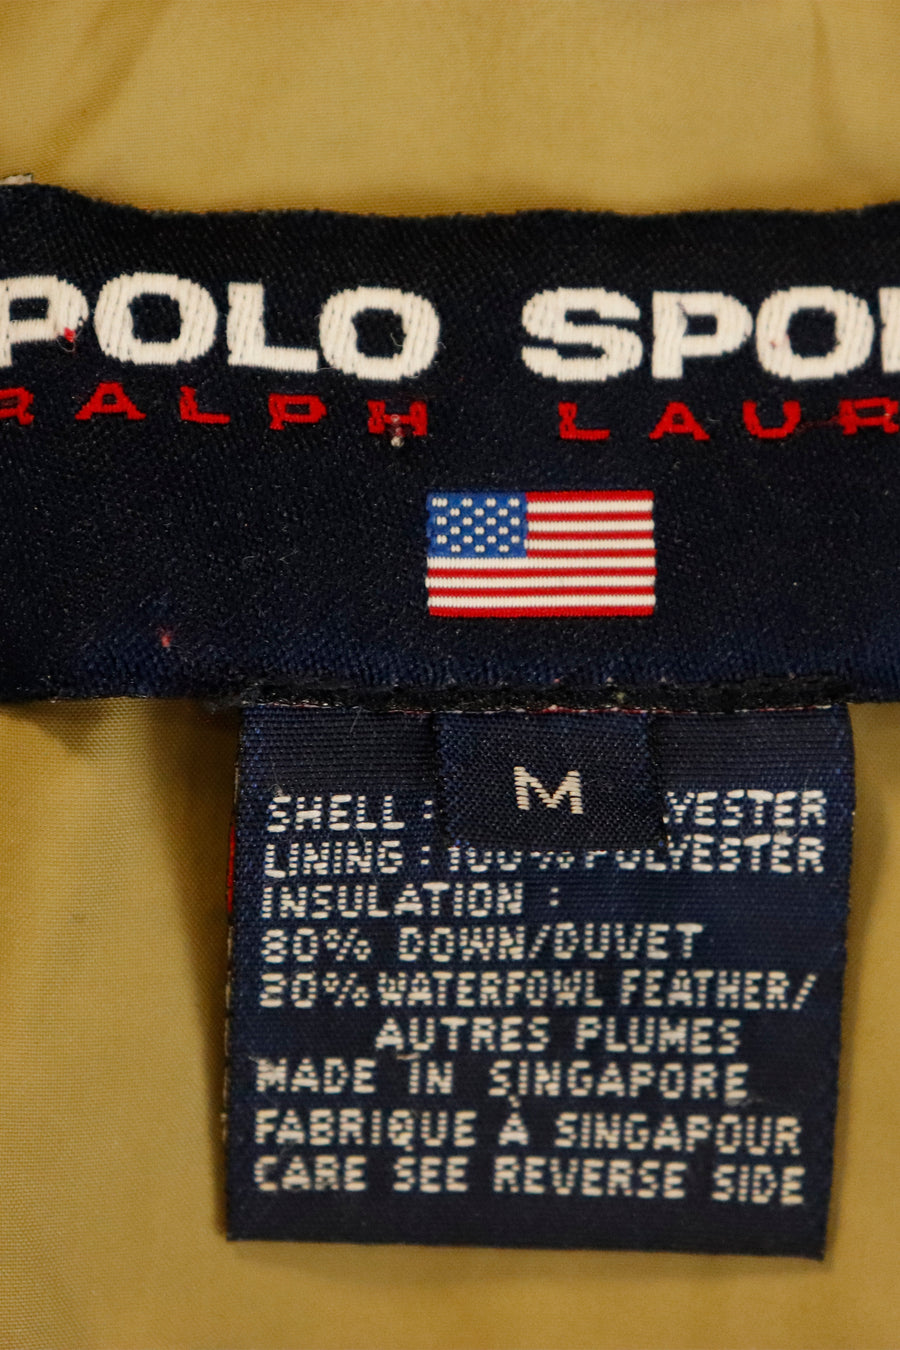 POLO SPO
RALPH LAUR
M
SHELL : YESTER
LINING : 100% POLYESTER
INSULATION :
80% DOWN/DUVET
20% WATERFOWL FEATHER/
AUTRES PLUMES
MADE IN SINGAPORE
FABRIQUE À SINGAPOUR
CARE SEE REVERSE SIDE